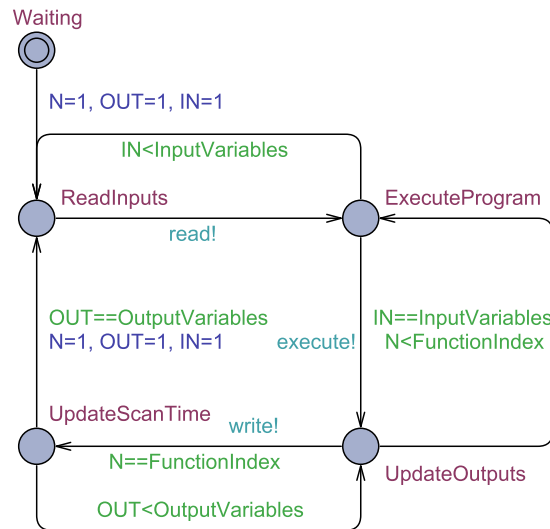 Waiting
N=1, OUT=1, IN=1
IN<InputVariables
ReadInputs
ExecuteProgram
read!
OUT==OutputVariables
N=1, OUT=1, IN=1
execute!
IN==InputVariables
N<FunctionIndex
UpdateScanTime
write!
N==FunctionIndex
UpdateOutputs
OUT<OutputVariables